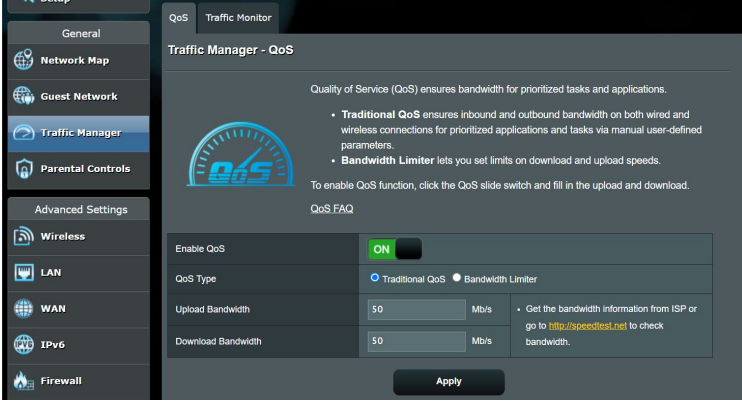 Setup
General
Network Map
Guest Network
Traffic Manager
Parental Controls
Advanced Settings
Wireless
LAN
WAN
IPv6
Firewall
QoS Traffic Monitor
Traffic Manager - QoS
Quality of Service (QoS) ensures bandwidth for prioritized tasks and applications.
• Traditional QoS ensures inbound and outbound bandwidth on both wired and
wireless connections for prioritized applications and tasks via manual user-defined
parameters.
• Bandwidth Limiter lets you set limits on download and upload speeds.
QoS
To enable QoS function, click the QoS slide switch and fill in the upload and download.
QoS FAQ
Enable QoS ON
QoS Type Traditional QoS Bandwidth Limiter
Upload Bandwidth 50 Mb/s
Download Bandwidth 50 Mb/s
• Get the bandwidth information from ISP or
go to http://speedtest.net to check
bandwidth.
Apply